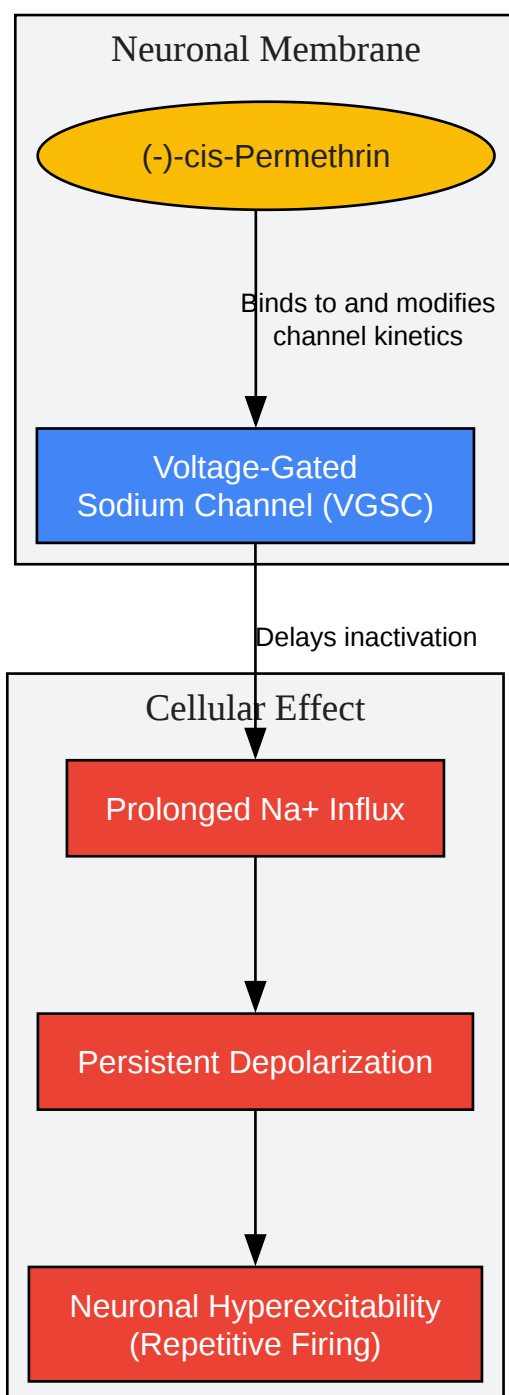 Neuronal Membrane
(-)-cis-Permethrin
Binds to and modifies
channel kinetics
Voltage-Gated
Sodium Channel (VGSC)
Delays inactivation
Cellular Effect
Prolonged Na+ Influx
Persistent Depolarization
Neuronal Hyperexcitability
(Repetitive Firing)